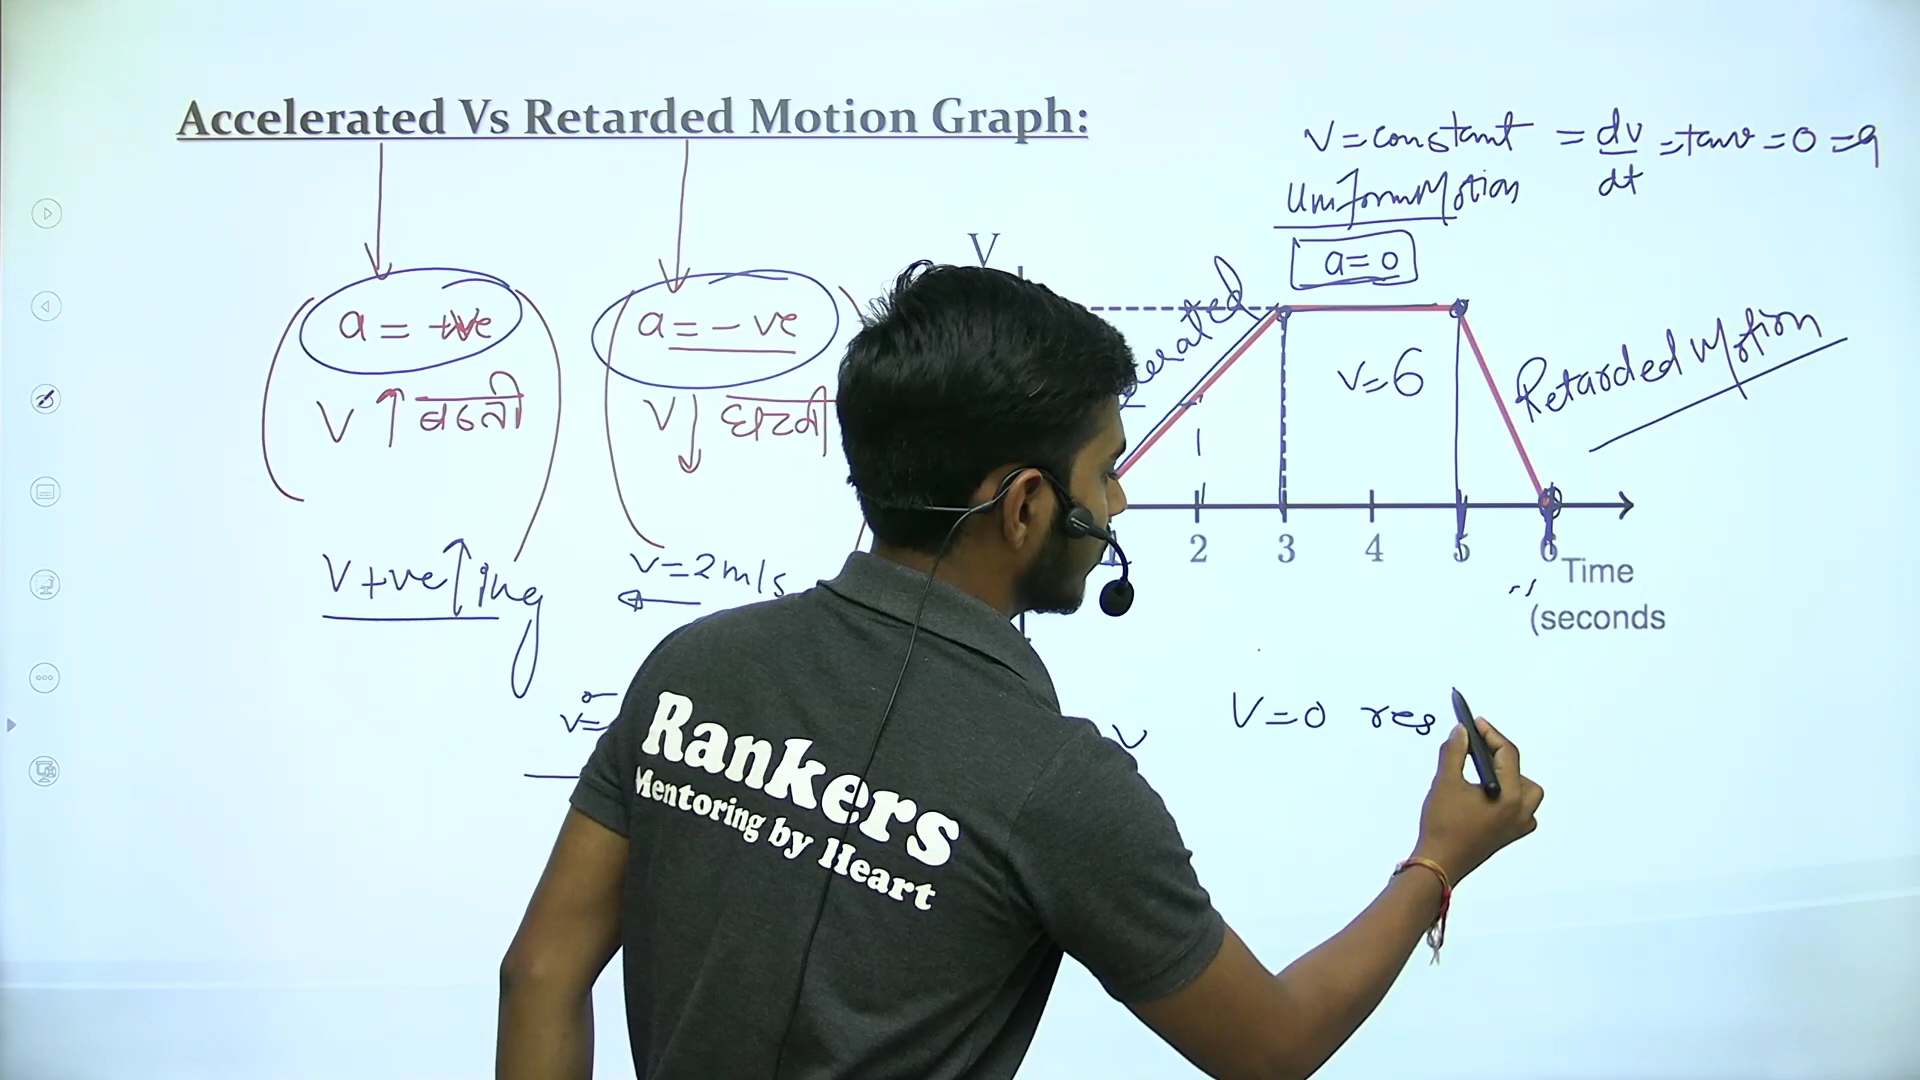 Accelerated Vs Retarded Motion Graph:
V = constant = dv/dt = tanθ = 0 = a
Uniform Motion
a = 0
V
a = +ve
a = -ve
V ↑ बढती
V ↓ घटती
Retarded Motion
v = 6
1 2 3 4 5 6
Time
(seconds
V +ve ↑ing
v = 2 m/s
v =
V
V = 0 res
Rankers
Mentoring by Heart